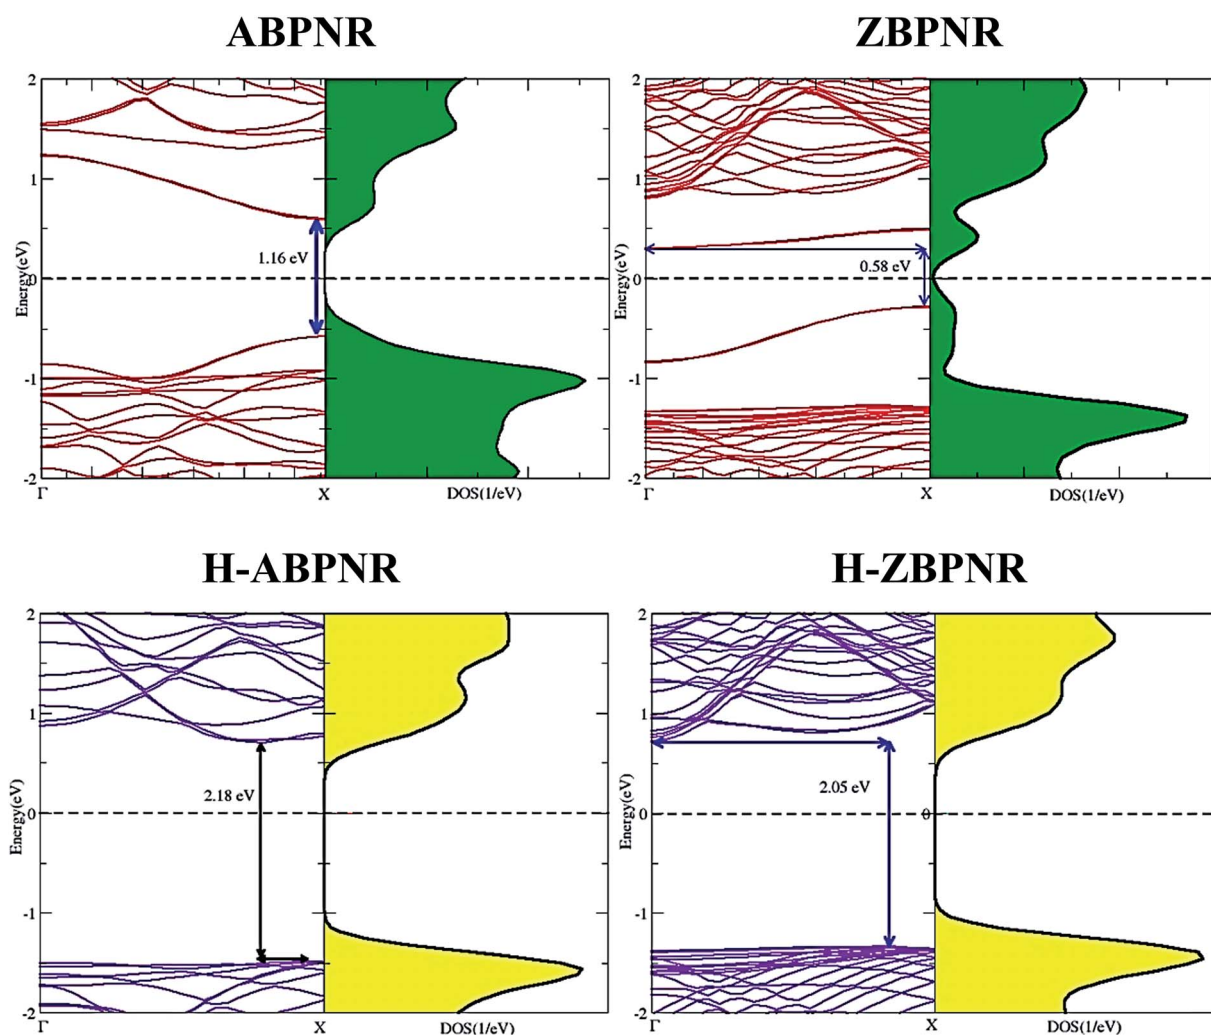 ABPNR
ZBPNR
2
1
0
-1
-2
Energy(eV)
1.16 eV
Γ
X
DOS(1/eV)
2
1
0
-1
-2
Energy(eV)
0.58 eV
Γ
X
DOS(1/eV)
H-ABPNR
H-ZBPNR
2
1
0
-1
-2
Energy(eV)
2.18 eV
Γ
X
DOS(1/eV)
2
1
0
-1
-2
Energy(eV)
2.05 eV
0
Γ
X
DOS(1/eV)